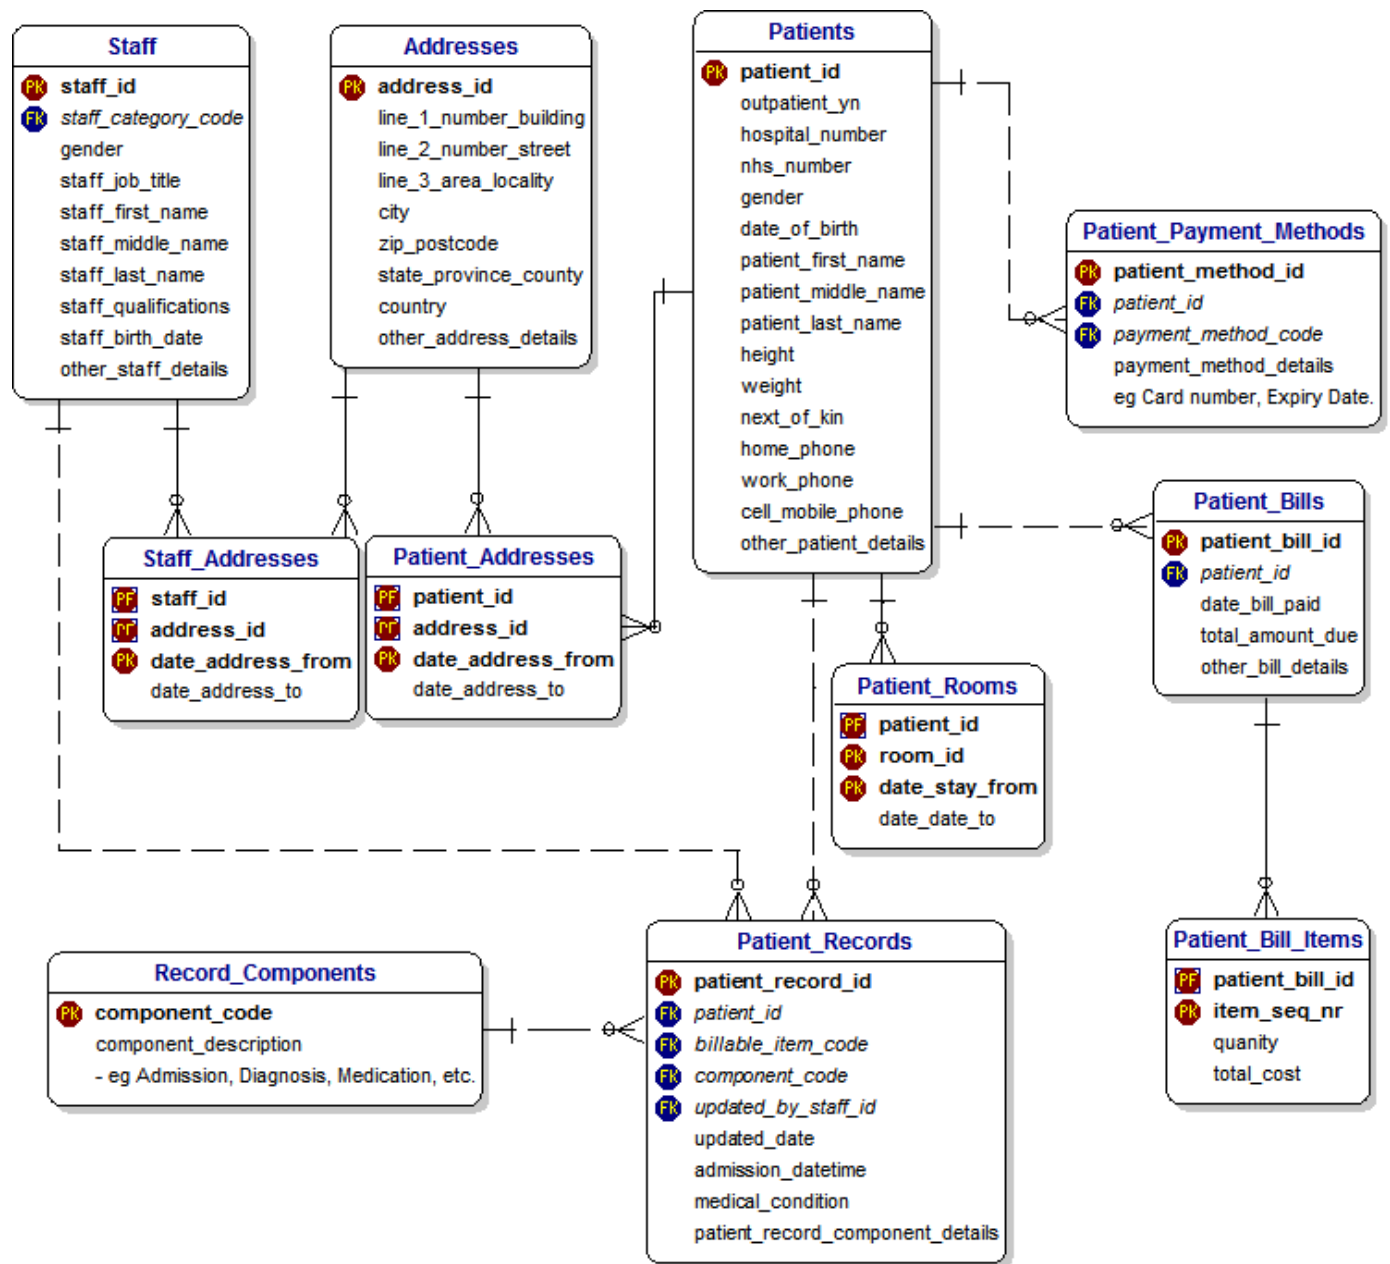 Staff
PK staff_id
FK staff_category_code
gender
staff_job_title
staff_first_name
staff_middle_name
staff_last_name
staff_qualifications
staff_birth_date
other_staff_details
Addresses
PK address_id
line_1_number_building
line_2_number_street
line_3_area_locality
city
zip_postcode
state_province_county
country
other_address_details
Patients
PK patient_id
outpatient_yn
hospital_number
nhs_number
gender
date_of_birth
patient_first_name
patient_middle_name
patient_last_name
height
weight
next_of_kin
home_phone
work_phone
cell_mobile_phone
other_patient_details
Patient_Payment_Methods
PK patient_method_id
FK patient_id
FK payment_method_code
payment_method_details
eg Card number, Expiry Date.
Staff_Addresses
PF staff_id
PF address_id
PK date_address_from
date_address_to
Patient_Addresses
PF patient_id
PF address_id
PK date_address_from
date_address_to
Patient_Bills
PK patient_bill_id
FK patient_id
date_bill_paid
total_amount_due
other_bill_details
Patient_Rooms
PF patient_id
PK room_id
PK date_stay_from
date_date_to
Record_Components
PK component_code
component_description
- eg Admission, Diagnosis, Medication, etc.
Patient_Records
PK patient_record_id
FK patient_id
FK billable_item_code
FK component_code
FK updated_by_staff_id
updated_date
admission_datetime
medical_condition
patient_record_component_details
Patient_Bill_Items
PF patient_bill_id
PK item_seq_nr
quanity
total_cost